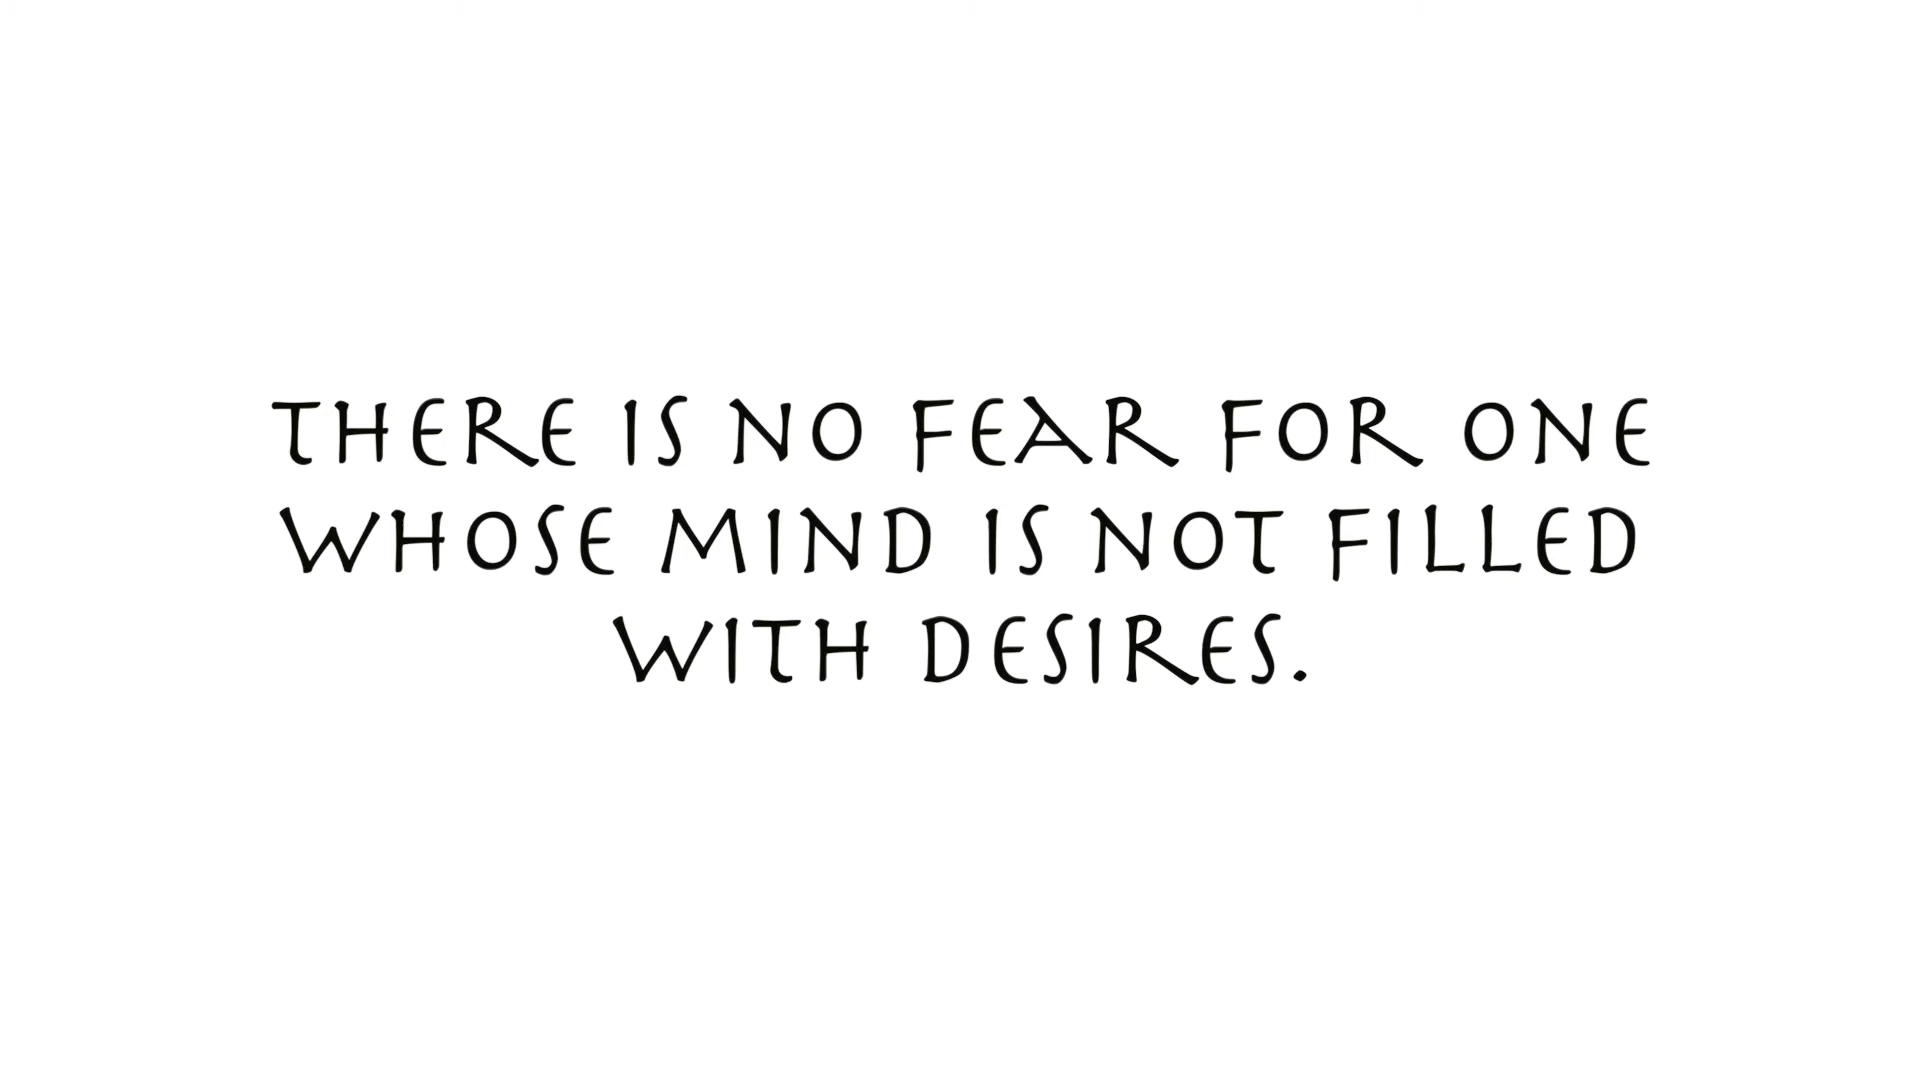 THERE IS NO FEAR FOR ONE
WHOSE MIND IS NOT FILLED
WITH DESIRES.